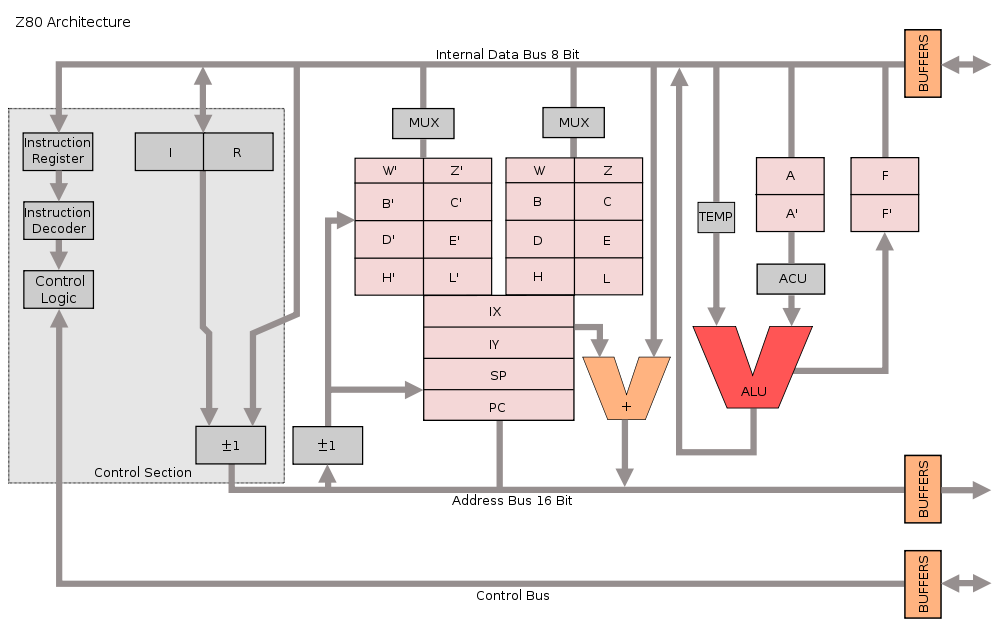 Z80 Architecture
Internal Data Bus 8 Bit
BUFFERS
MUX
MUX
Instruction
Register
I
R
W'
Z'
W
Z
A
F
B'
C'
B
C
A'
F'
Instruction
Decoder
TEMP
D'
E'
D
E
H'
L'
H
L
ACU
Control
Logic
IX
IY
SP
PC
+
ALU
±1
±1
Control Section
Address Bus 16 Bit
BUFFERS
Control Bus
BUFFERS